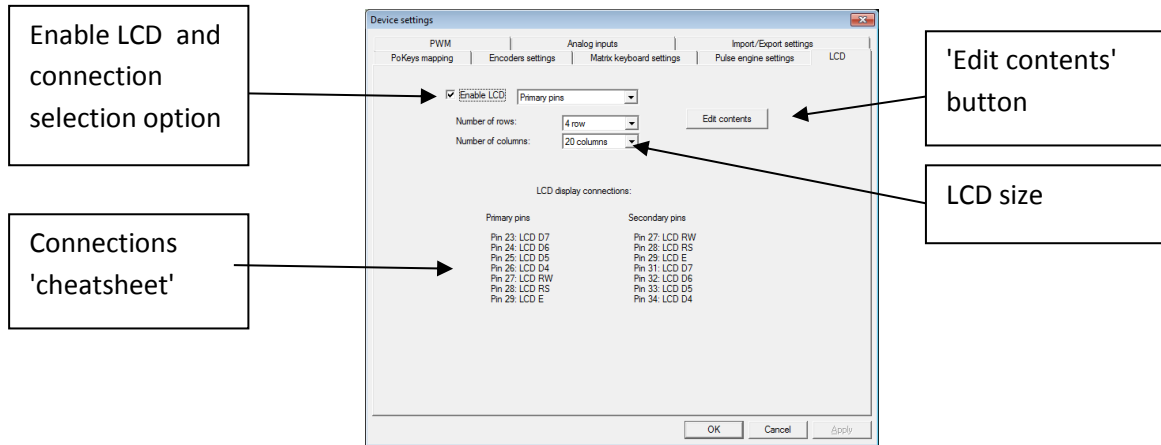 Enable LCD and
connection
selection option
Connections
'cheatsheet'
Device settings
PWM
Analog inputs
Import/Export settings
PoKeys mapping
Encoders settings
Matrix keyboard settings
Pulse engine settings
LCD
Enable LCD
Primary pins
Number of rows:
4 row
Number of columns:
20 columns
Edit contents
LCD display connections:
Primary pins
Pin 23: LCD D7
Pin 24: LCD D6
Pin 25: LCD D5
Pin 26: LCD D4
Pin 27: LCD RW
Pin 28: LCD RS
Pin 29: LCD E
Secondary pins
Pin 27: LCD RW
Pin 28: LCD RS
Pin 29: LCD E
Pin 31: LCD D7
Pin 32: LCD D6
Pin 33: LCD D5
Pin 34: LCD D4
OK
Cancel
Apply
'Edit contents'
button
LCD size